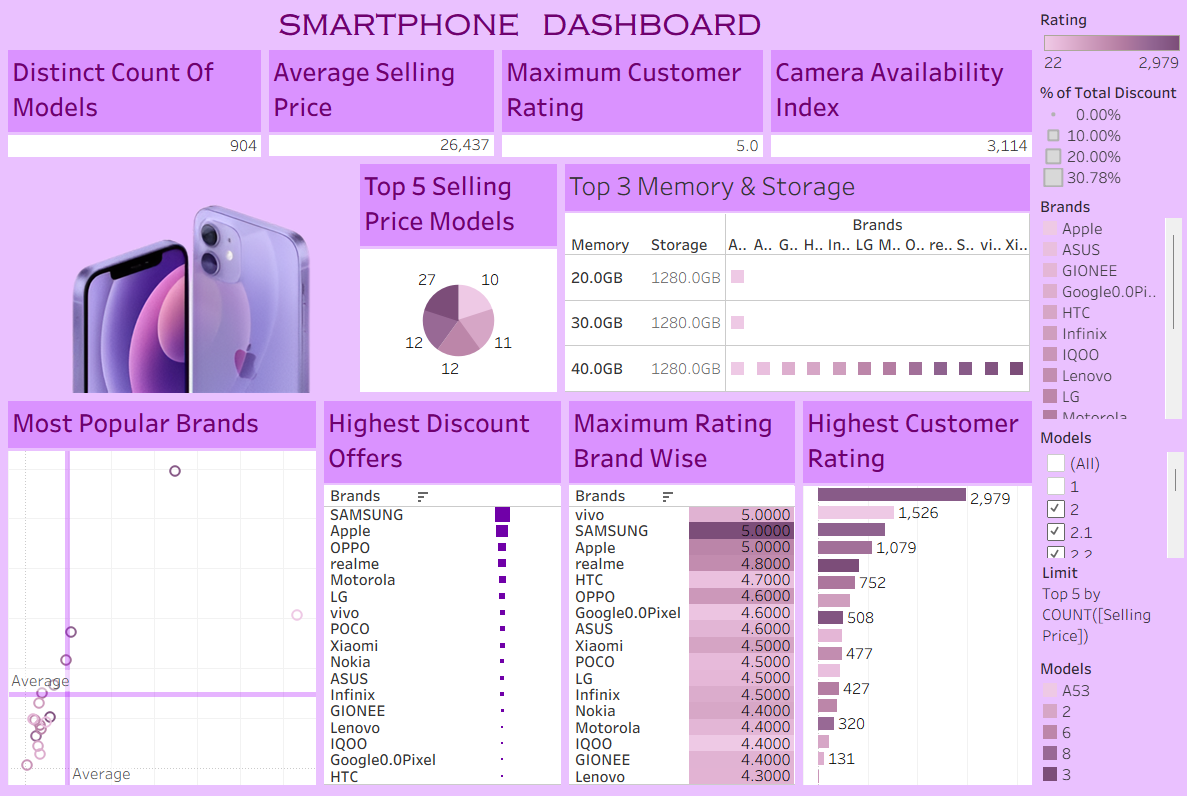 SMARTPHONE DASHBOARD
Distinct Count Of
Models
904
Average Selling
Price
26,437
Maximum Customer
Rating
5.0
Camera Availability
Index
3,114
Top 5 Selling
Price Models
27
10
12
11
12
Top 3 Memory & Storage
Brands
Memory Storage A.. A.. G.. H.. In.. LG M.. O.. re.. S.. vi.. Xi..
20.0GB 1280.0GB
30.0GB 1280.0GB
40.0GB 1280.0GB
Most Popular Brands
Average
Average
Highest Discount
Offers
Brands
SAMSUNG
Apple
OPPO
realme
Motorola
LG
vivo
POCO
Xiaomi
Nokia
ASUS
Infinix
GIONEE
Lenovo
IQOO
Google0.0Pixel
HTC
Maximum Rating
Brand Wise
Brands
vivo 5.0000
SAMSUNG 5.0000
Apple 5.0000
realme 4.8000
HTC 4.7000
OPPO 4.6000
Google0.0Pixel 4.6000
ASUS 4.6000
Xiaomi 4.5000
POCO 4.5000
LG 4.5000
Infinix 4.5000
Nokia 4.4000
Motorola 4.4000
IQOO 4.4000
GIONEE 4.4000
Lenovo 4.3000
Highest Customer
Rating
2,979
1,526
1,079
752
508
477
427
320
131
Rating
22 2,979
% of Total Discount
0.00%
10.00%
20.00%
30.78%
Brands
Apple
ASUS
GIONEE
Google0.0Pi..
HTC
Infinix
IQOO
Lenovo
LG
Motorola
Models
(All)
1
2
2.1
2.2
Limit
Top 5 by
COUNT([Selling
Price])
Models
A53
2
6
8
3